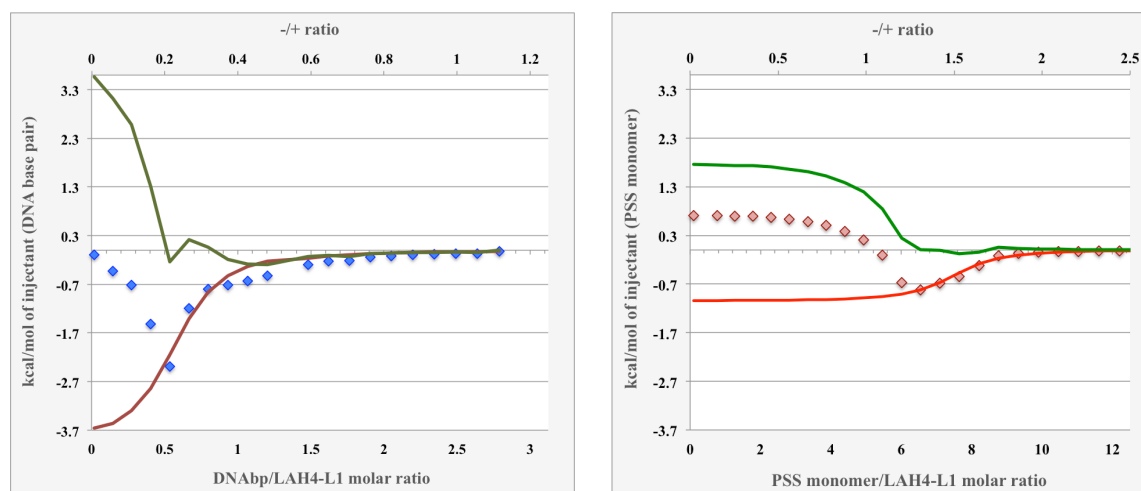 -/+ ratio
0 0.2 0.4 0.6 0.8 1 1.2
3.3
2.3
1.3
0.3
-0.7
-1.7
-2.7
-3.7
kcal/mol of injectant (DNA base pair)
0 0.5 1 1.5 2 2.5 3
DNAbp/LAH4-L1 molar ratio
-/+ ratio
0 0.5 1 1.5 2 2.5
3.3
2.3
1.3
0.3
-0.7
-1.7
-2.7
-3.7
kcal/mol of injectant (PSS monomer)
0 2 4 6 8 10 12
PSS monomer/LAH4-L1 molar ratio